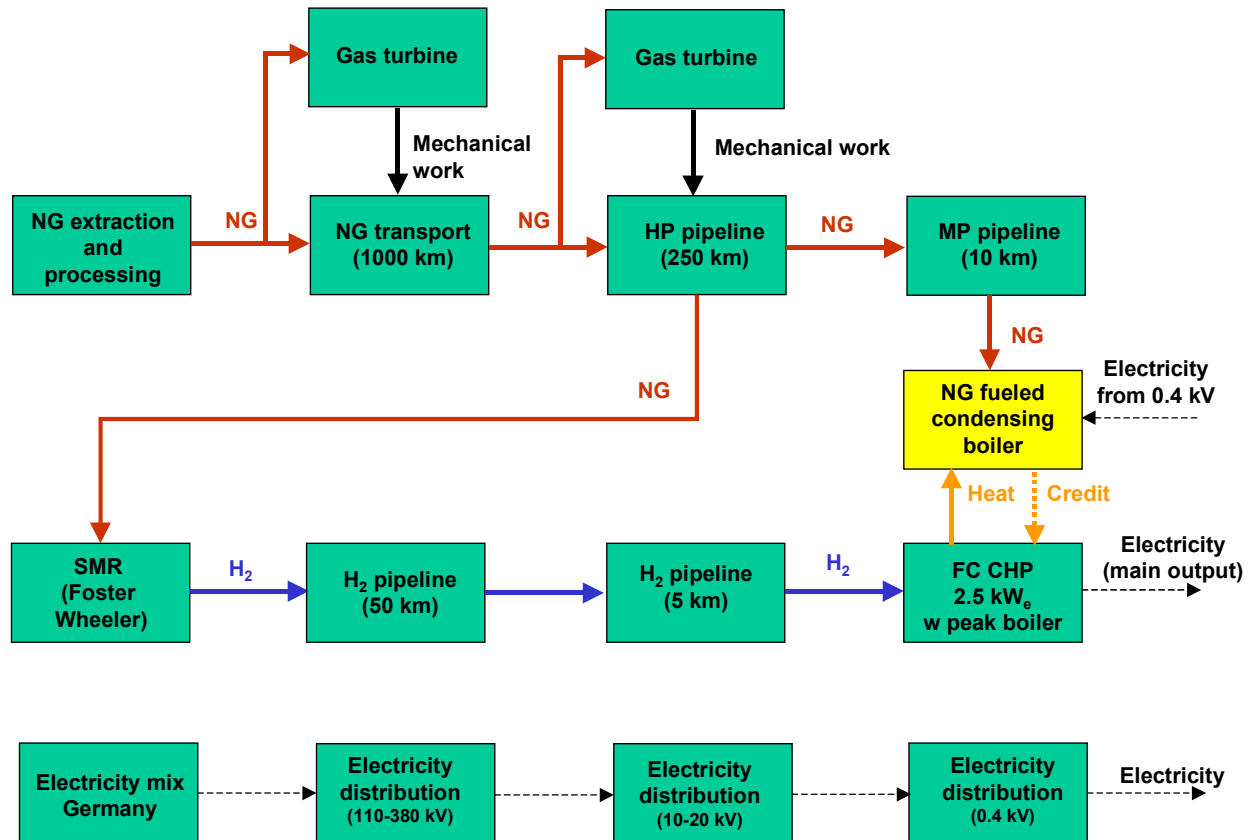 Gas turbine
Gas turbine
Mechanical
work
Mechanical work
NG extraction
and
processing
NG
NG transport
(1000 km)
NG
HP pipeline
(250 km)
NG
MP pipeline
(10 km)
NG
NG
Electricity
from 0.4 kV
NG fueled
condensing
boiler
Heat
Credit
SMR
(Foster
Wheeler)
H₂
H₂ pipeline
(50 km)
H₂ pipeline
(5 km)
H₂
FC CHP
2.5 kWₑ
w peak boiler
Electricity
(main output)
Electricity mix
Germany
Electricity
distribution
(110-380 kV)
Electricity
distribution
(10-20 kV)
Electricity
distribution
(0.4 kV)
Electricity